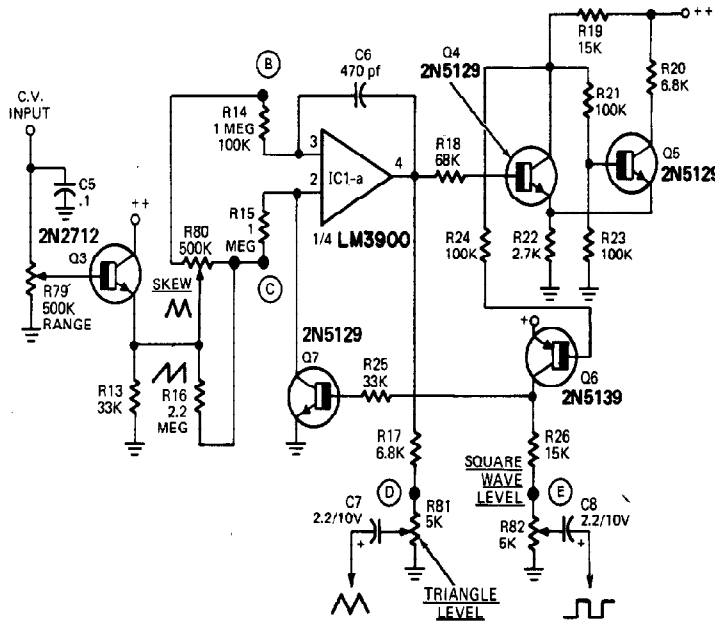 C.V.
INPUT
C5
.1
2N2712
++
Q3
R79
500K
RANGE
R13
33K
B
R14
1 MEG
100K
R80
500K
SKEW
R15
1
MEG
C
R16
2.2
MEG
C6
470 pf
3
2
4
IC1-a
1/4 LM3900
2N5129
Q7
R25
33K
R17
6.8K
D
C7
2.2/10V
+
R81
5K
TRIANGLE
LEVEL
R18
68K
Q4
2N5129
R19
15K
++
R20
6.8K
R21
100K
Q5
2N5129
R24
100K
R22
2.7K
R23
100K
+
Q6
2N5139
R26
15K
SQUARE
WAVE
LEVEL
E
R82
5K
C8
2.2/10V
+